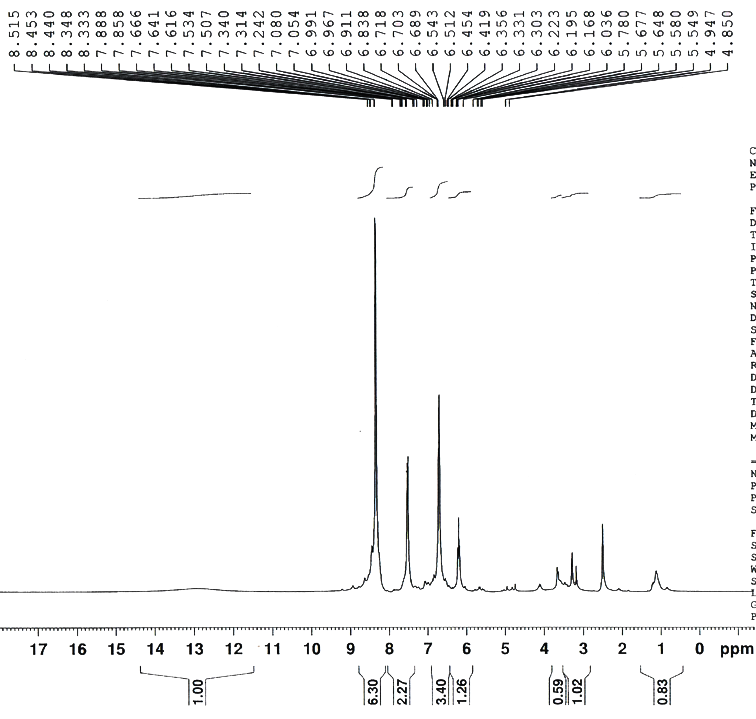 8.515
8.453
8.440
8.348
8.333
7.888
7.858
7.666
7.641
7.616
7.534
7.507
7.340
7.314
7.242
7.080
7.054
6.991
6.967
6.911
6.838
6.718
6.703
6.689
6.543
6.512
6.454
6.419
6.356
6.331
6.303
6.223
6.195
6.168
6.036
5.780
5.677
5.648
5.580
5.549
4.947
4.850
C
N
E
P
F
D
T
I
P
P
T
S
N
D
S
F
A
R
D
D
T
D
M
M
=
N
P
P
S
F
S
S
W
S
L
G
P
17 16 15 14 13 12 11 10 9 8 7 6 5 4 3 2 1 0 ppm
1.00 6.30 2.27 3.40 1.26 0.59 1.02 0.83